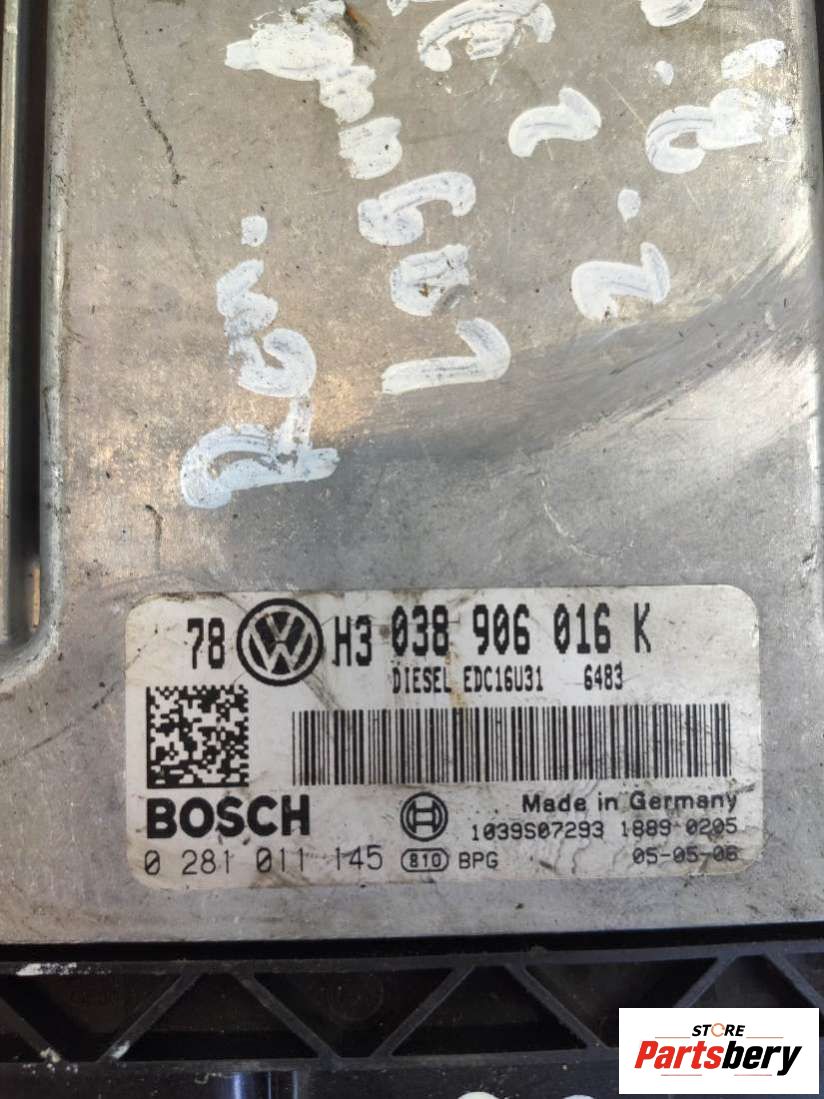 78 H3 038 906 016 K
DIESEL EDC16U31 6483
BOSCH
Made in Germany
1039S07293 1889 0205
0 281 011 145 810 BPG 05-05-06
STORE
Partsbery